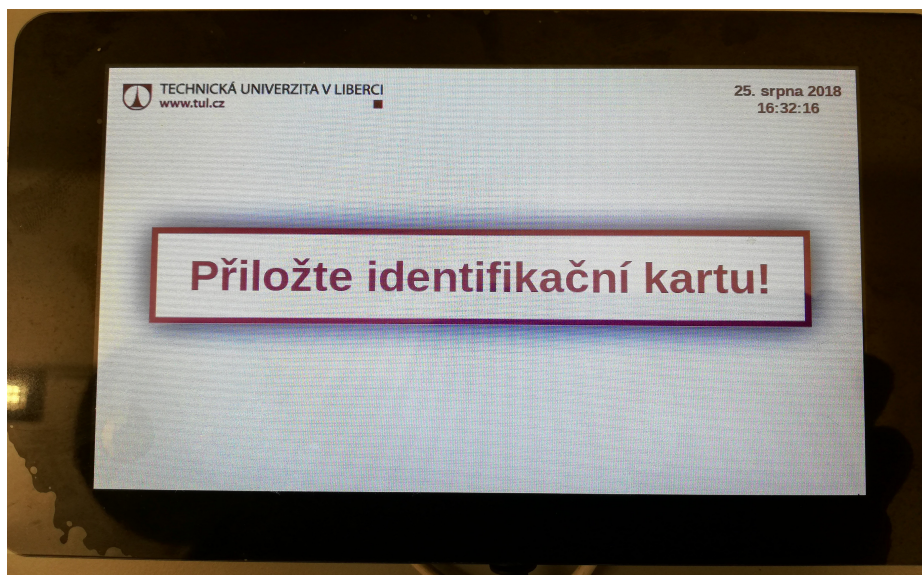 TECHNICKÁ UNIVERZITA V LIBERCI
www.tul.cz
25. srpna 2018
16:32:16
Přiložte identifikační kartu!